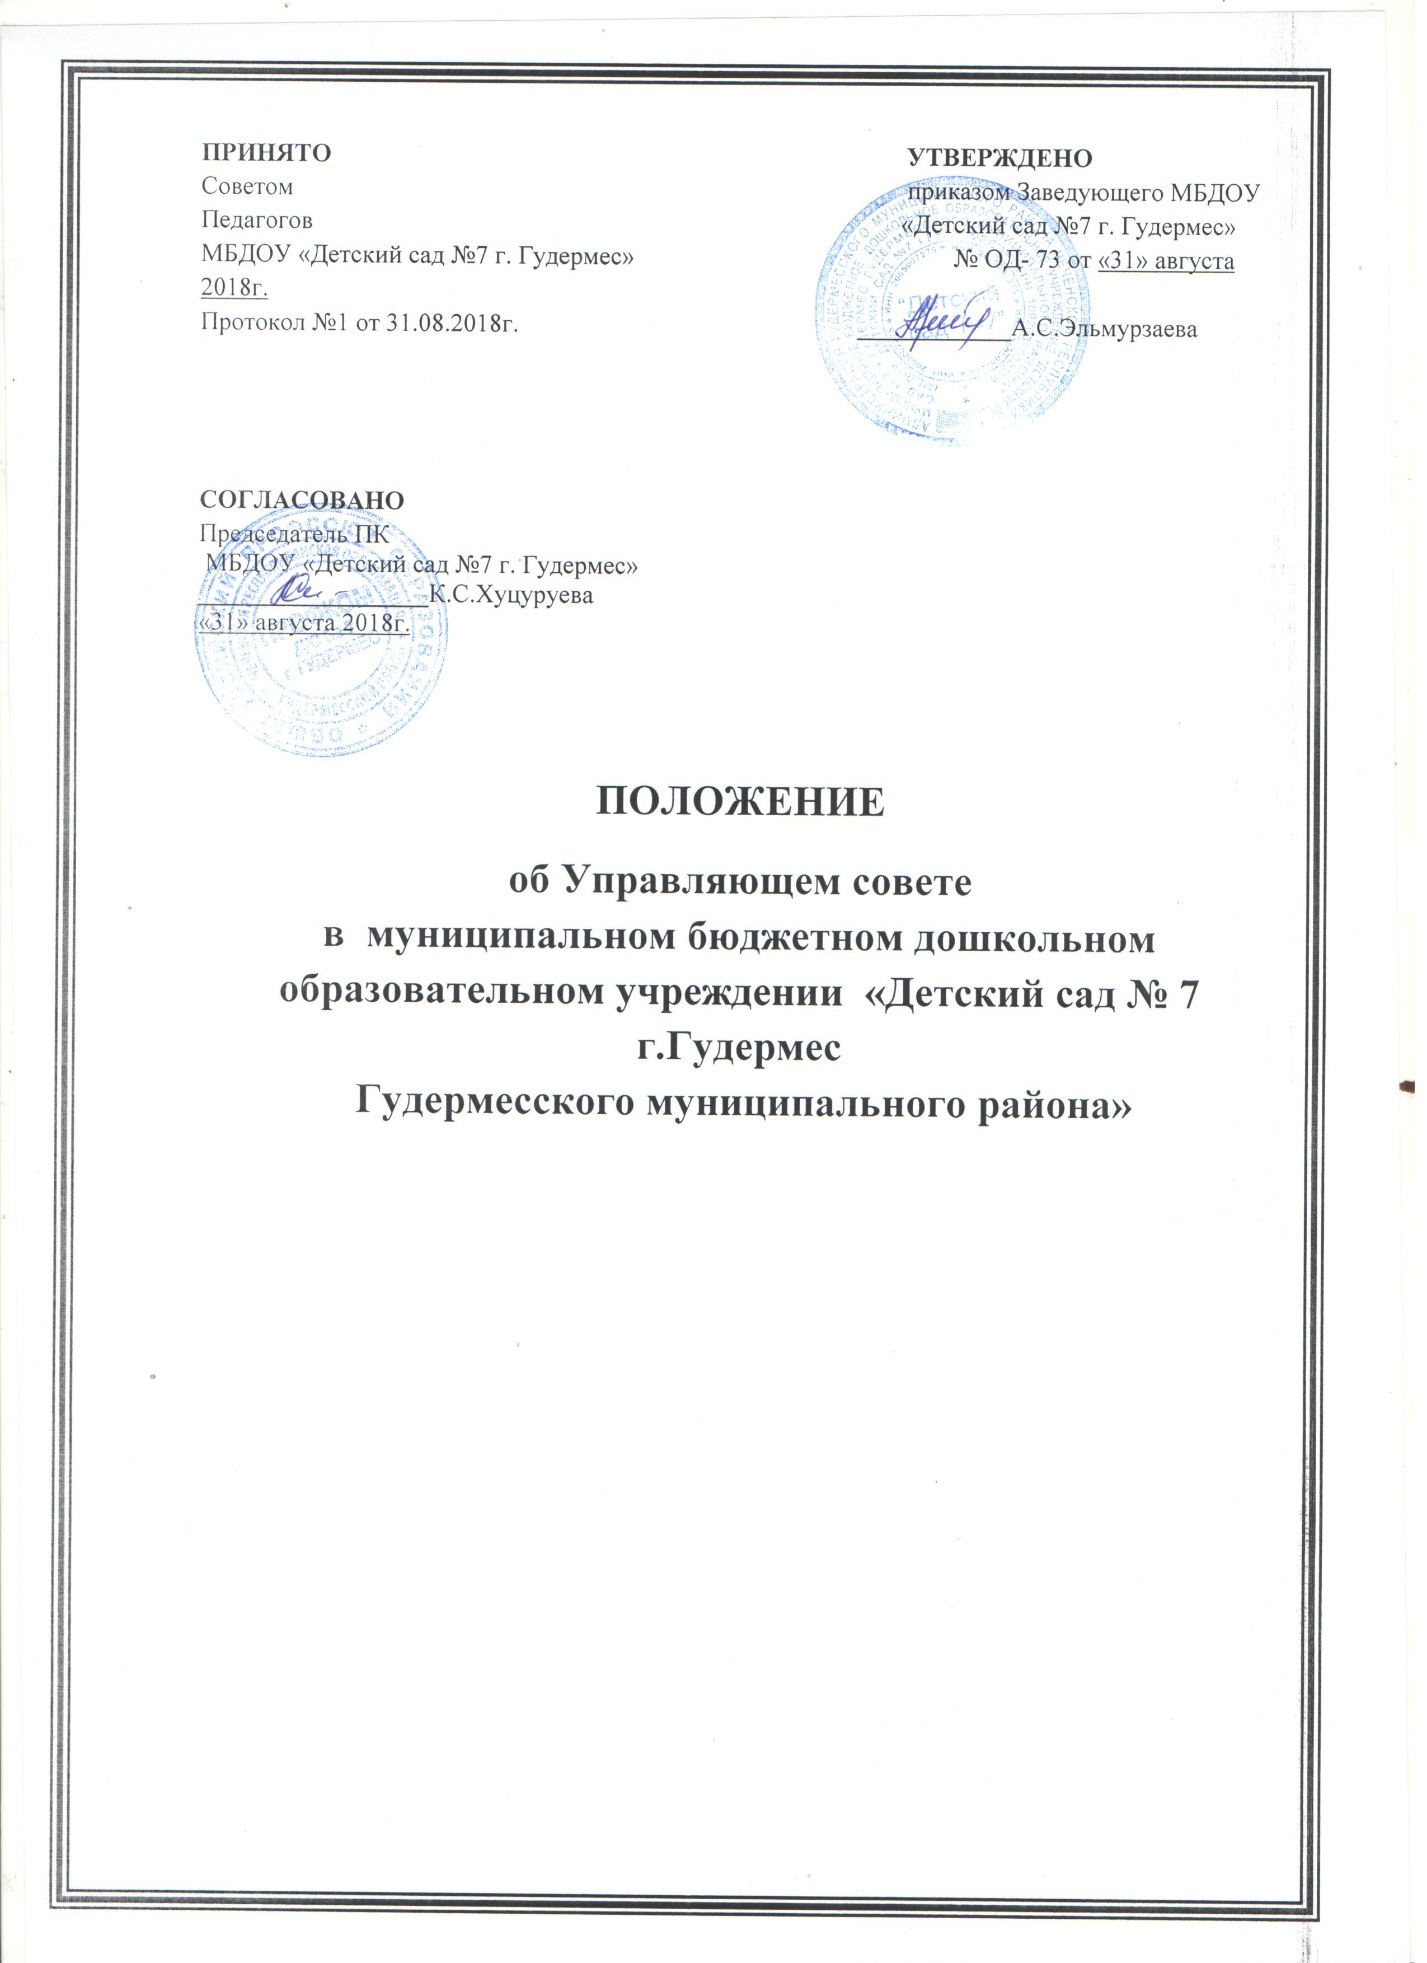 ПРИНЯТО
Советом
Педагогов
МБДОУ «Детский сад №7 г. Гудермес»
2018г.
Протокол №1 от 31.08.2018г.
УТВЕРЖДЕНО
приказом Заведующего МБДОУ
«Детский сад №7 г. Гудермес»
№ ОД- 73 от «31» августа
А.С.Эльмурзаева
СОГЛАСОВАНО
Председатель ПК
МБДОУ «Детский сад №7 г. Гудермес»
К.С.Хуцуруева
«31» августа 2018г.
ПОЛОЖЕНИЕ
об Управляющем совете
в муниципальном бюджетном дошкольном
образовательном учреждении «Детский сад № 7
г.Гудермес
Гудермесского муниципального района»